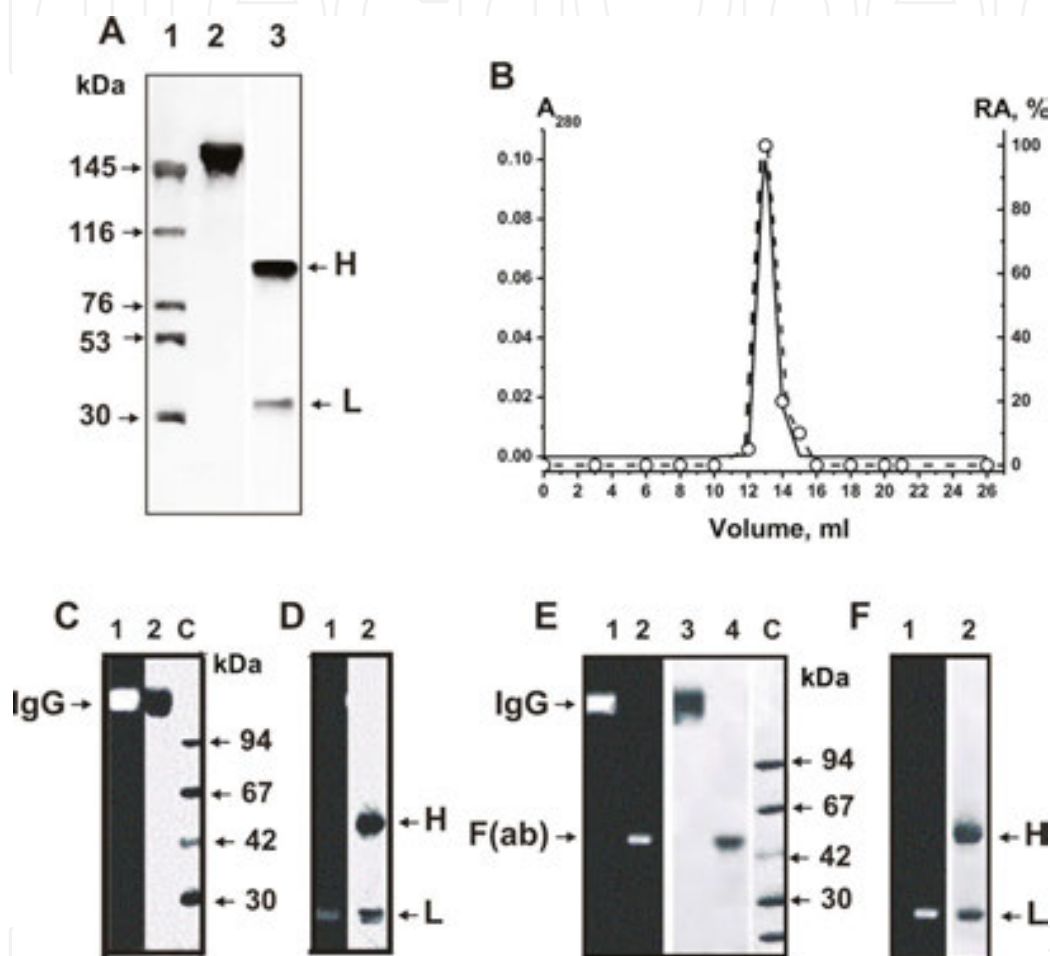 A 1 2 3
kDa
145
116
76
53
30
H
L
B
A280
RA, %
0.10
0.08
0.06
0.04
0.02
0.00
100
80
60
40
20
0
0 2 4 6 8 10 12 14 16 18 20 22 24 26
Volume, ml
C 1 2 C
kDa
IgG
94
67
42
30
D 1 2
H
L
E 1 2 3 4 C
kDa
IgG
F(ab)
94
67
42
30
F 1 2
H
L